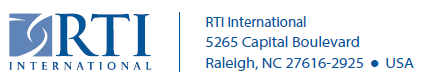 RTI
INTERNATIONAL
RTI International
5265 Capital Boulevard
Raleigh, NC 27616-2925 ● USA